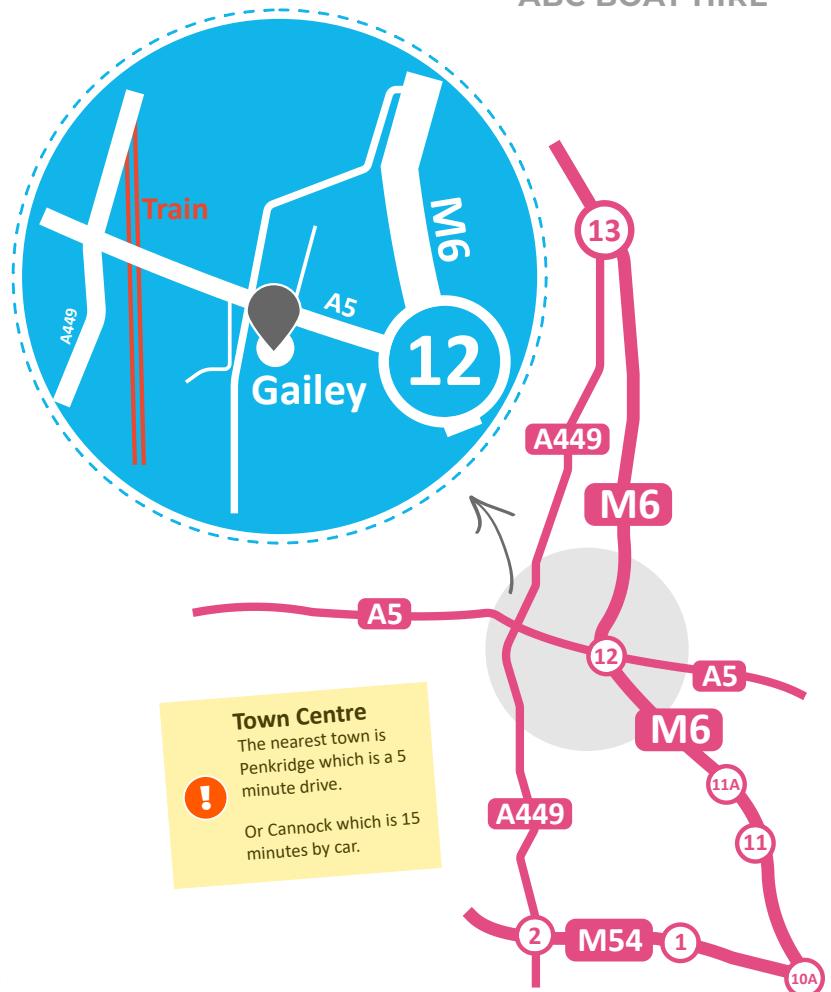 ABC BOAT HIRE
Train
M6
A449
A5
12
Gailey
13
A449
M6
A5
12
A5
M6
Town Centre
The nearest town is
Penkridge which is a 5
minute drive.
Or Cannock which is 15
minutes by car.
11A
A449
11
2
M54
1
10A